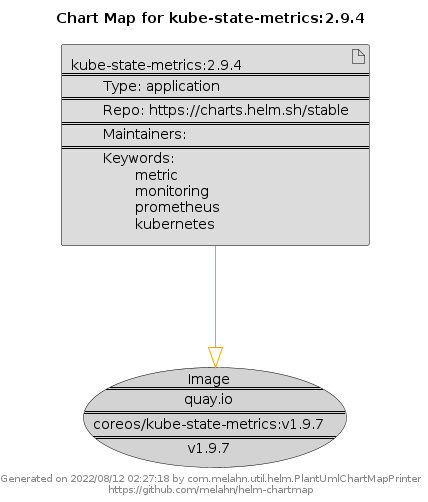 Chart Map for kube-state-metrics:2.9.4
kube-state-metrics:2.9.4
Type: application
Repo: https://charts.helm.sh/stable
Maintainers:
Keywords:
metric
monitoring
prometheus
kubernetes
Image
quay.io
coreos/kube-state-metrics:v1.9.7
v1.9.7
Generated on 2022/08/12 02:27:18 by com.melahn.util.helm.PlantUmlChartMapPrinter
https://github.com/melahn/helm-chartmap